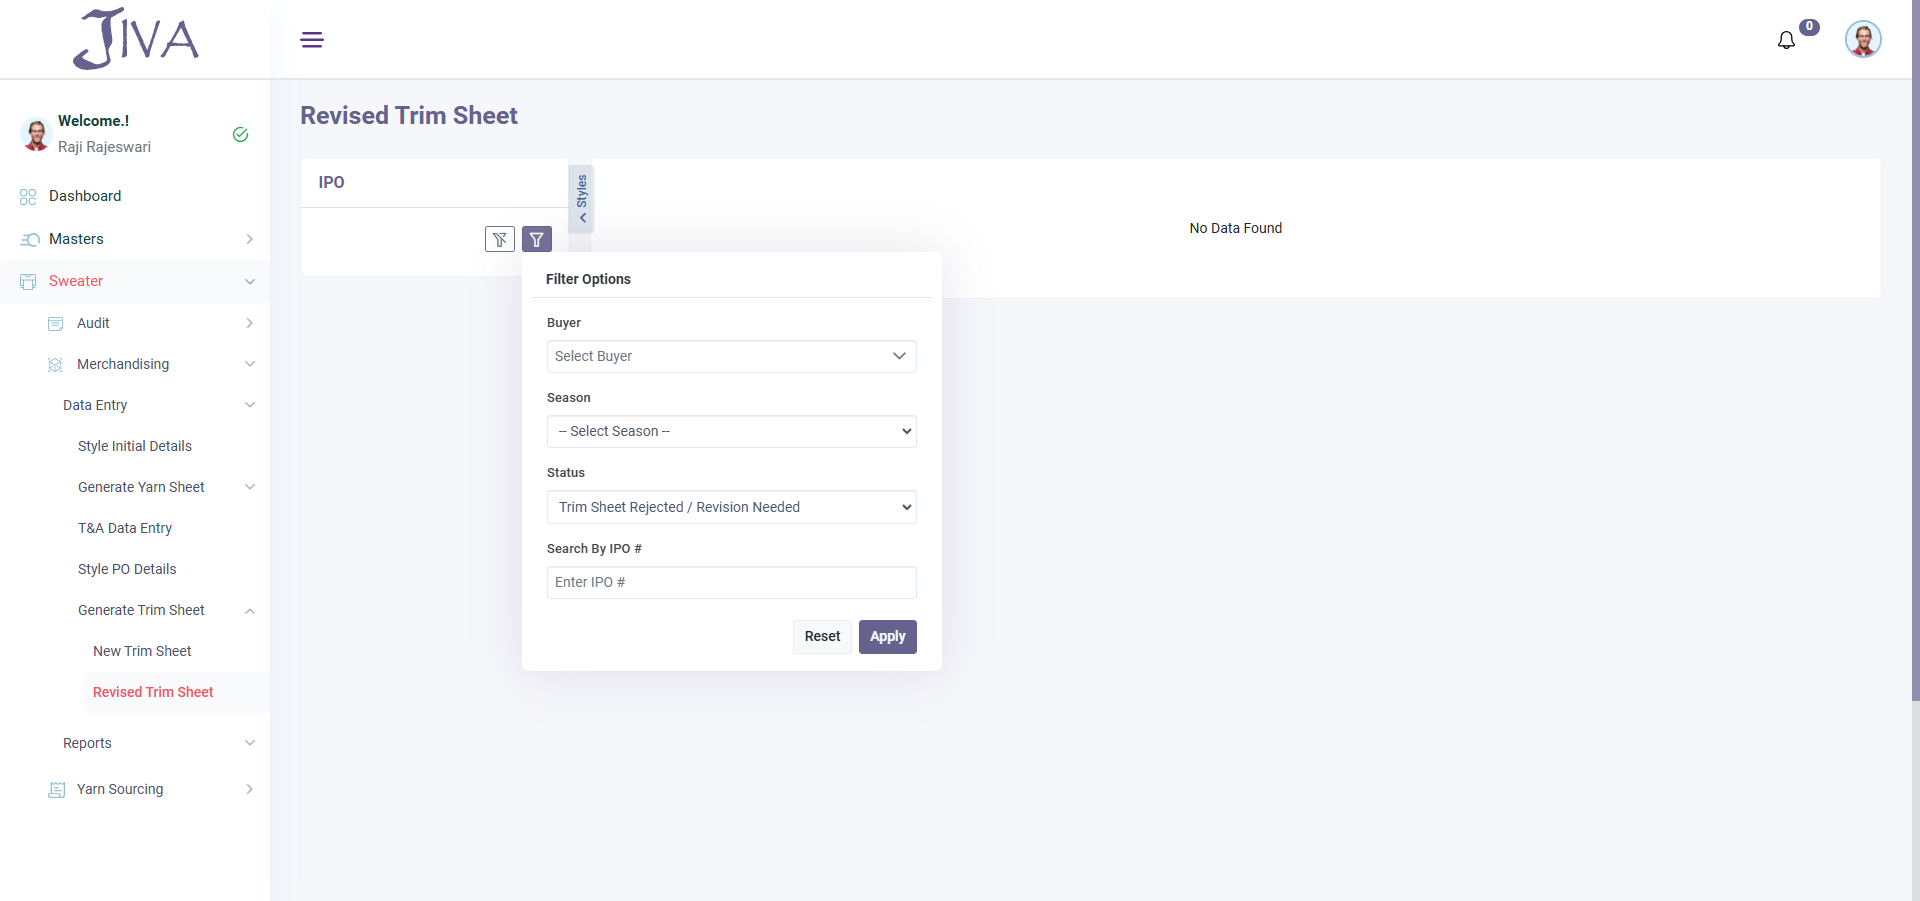 JIVA
0
Welcome.!
Raji Rajeswari
Dashboard
Masters
Sweater
Audit
Merchandising
Data Entry
Style Initial Details
Generate Yarn Sheet
T&A Data Entry
Style PO Details
Generate Trim Sheet
New Trim Sheet
Revised Trim Sheet
Reports
Yarn Sourcing
Revised Trim Sheet
IPO
Styles
No Data Found
Filter Options
Buyer
Select Buyer
Season
-- Select Season --
Status
Trim Sheet Rejected / Revision Needed
Search By IPO #
Enter IPO #
Reset
Apply